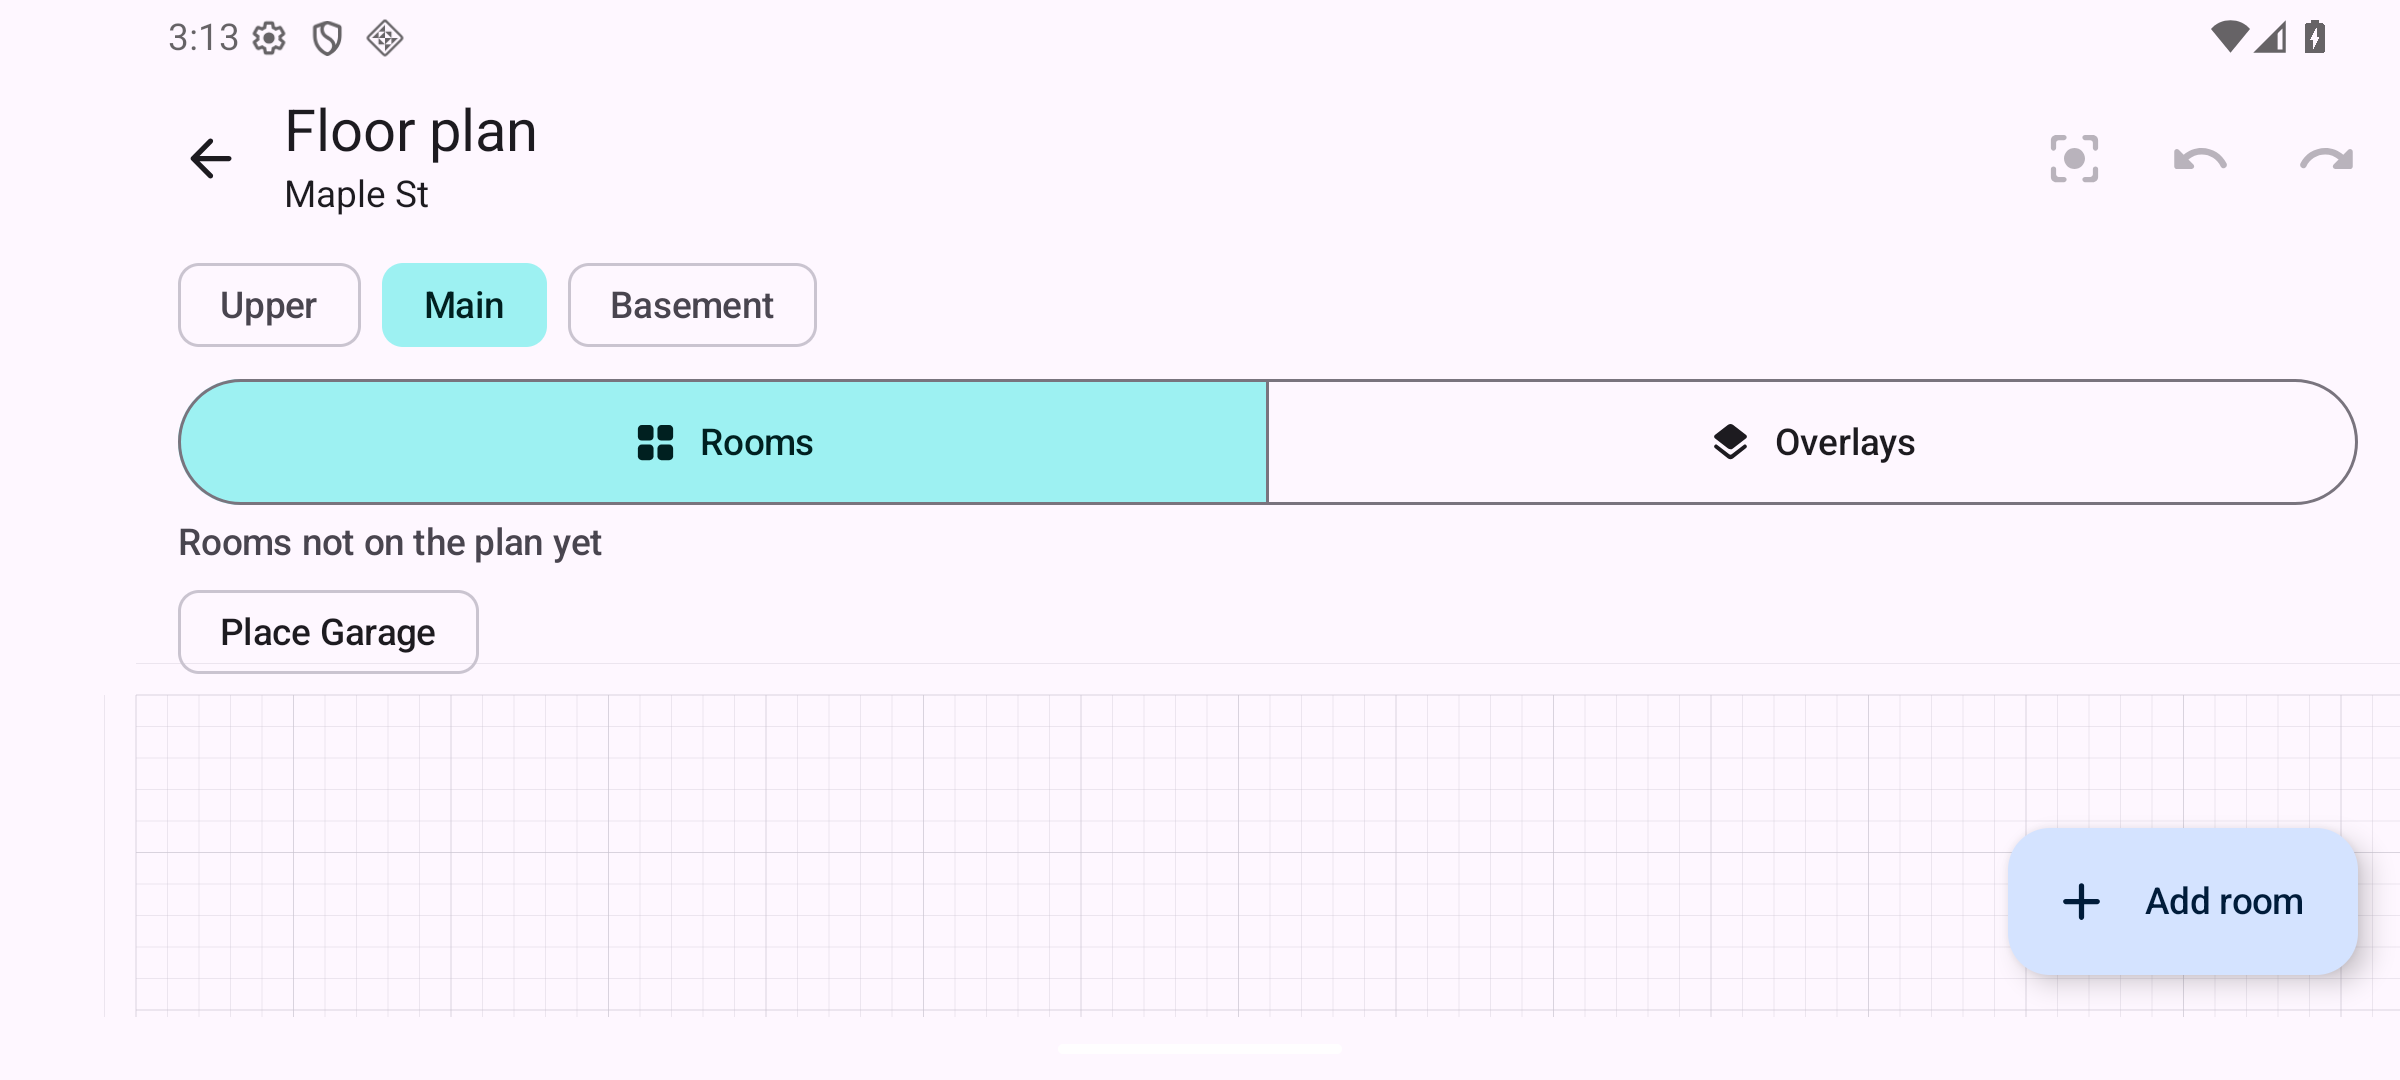 3:13
Floor plan
Maple St
Upper
Main
Basement
Rooms
Overlays
Rooms not on the plan yet
Place Garage
Add room